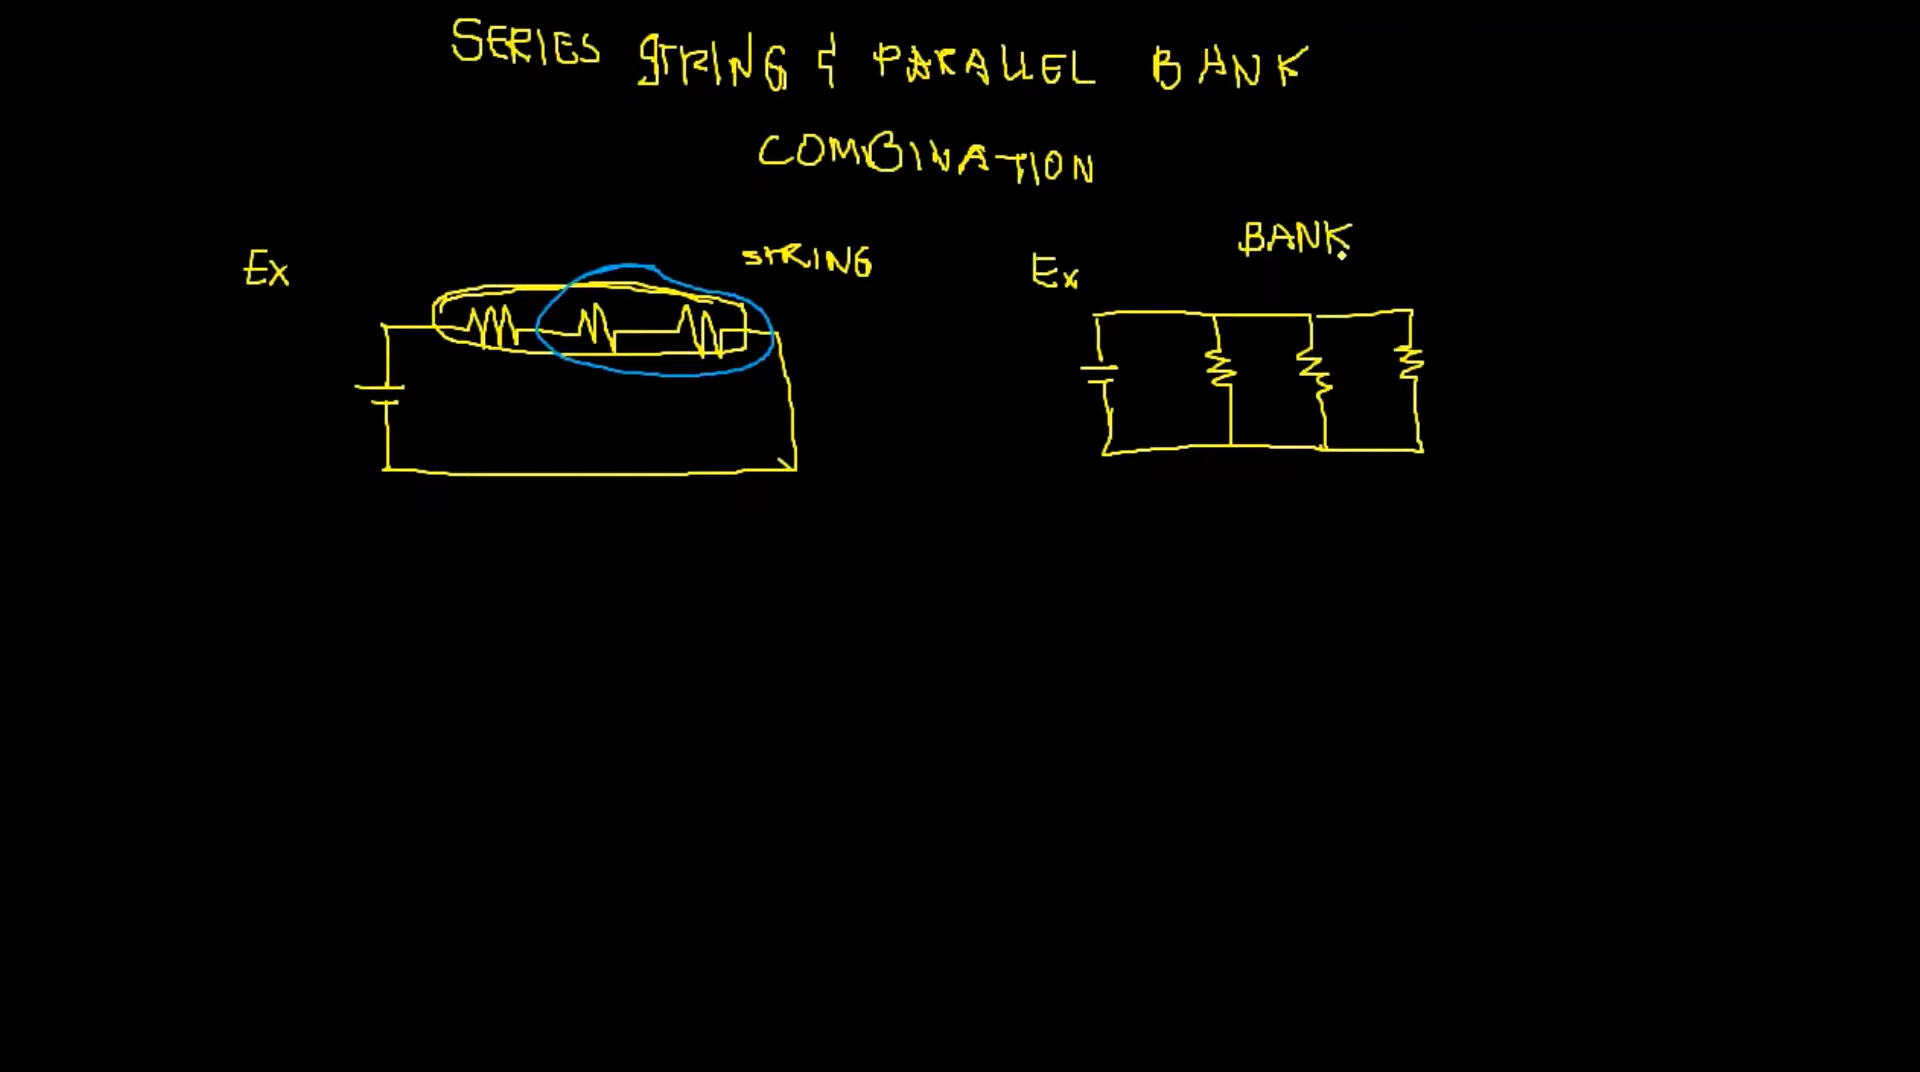 SERIES STRING & PARALLEL BANK
COMBINATION
Ex
STRING
Ex
BANK